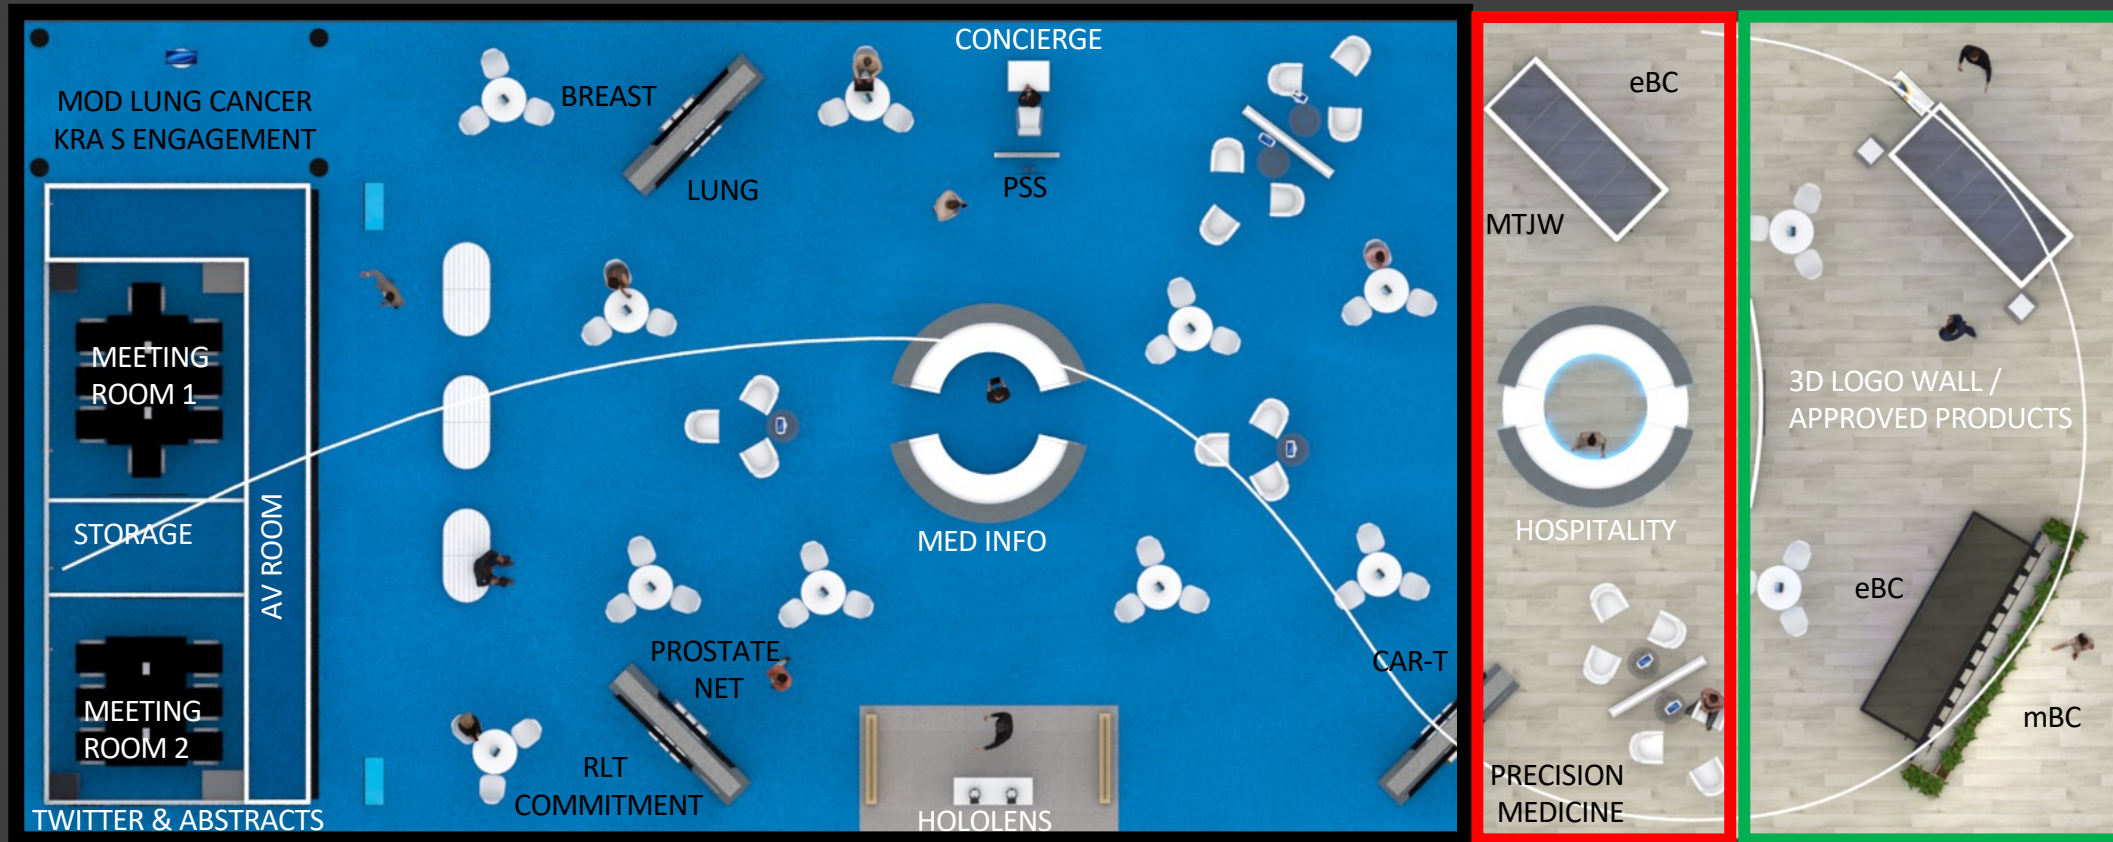 MOD LUNG CANCER
KRA S ENGAGEMENT
BREAST
LUNG
CONCIERGE
PSS
eBC
MTJW
MEETING
ROOM 1
STORAGE
AV ROOM
MEETING
ROOM 2
TWITTER & ABSTRACTS
MED INFO
PROSTATE
NET
RLT
COMMITMENT
HOLOLENS
CAR-T
HOSPITALITY
PRECISION
MEDICINE
3D LOGO WALL /
APPROVED PRODUCTS
eBC
mBC